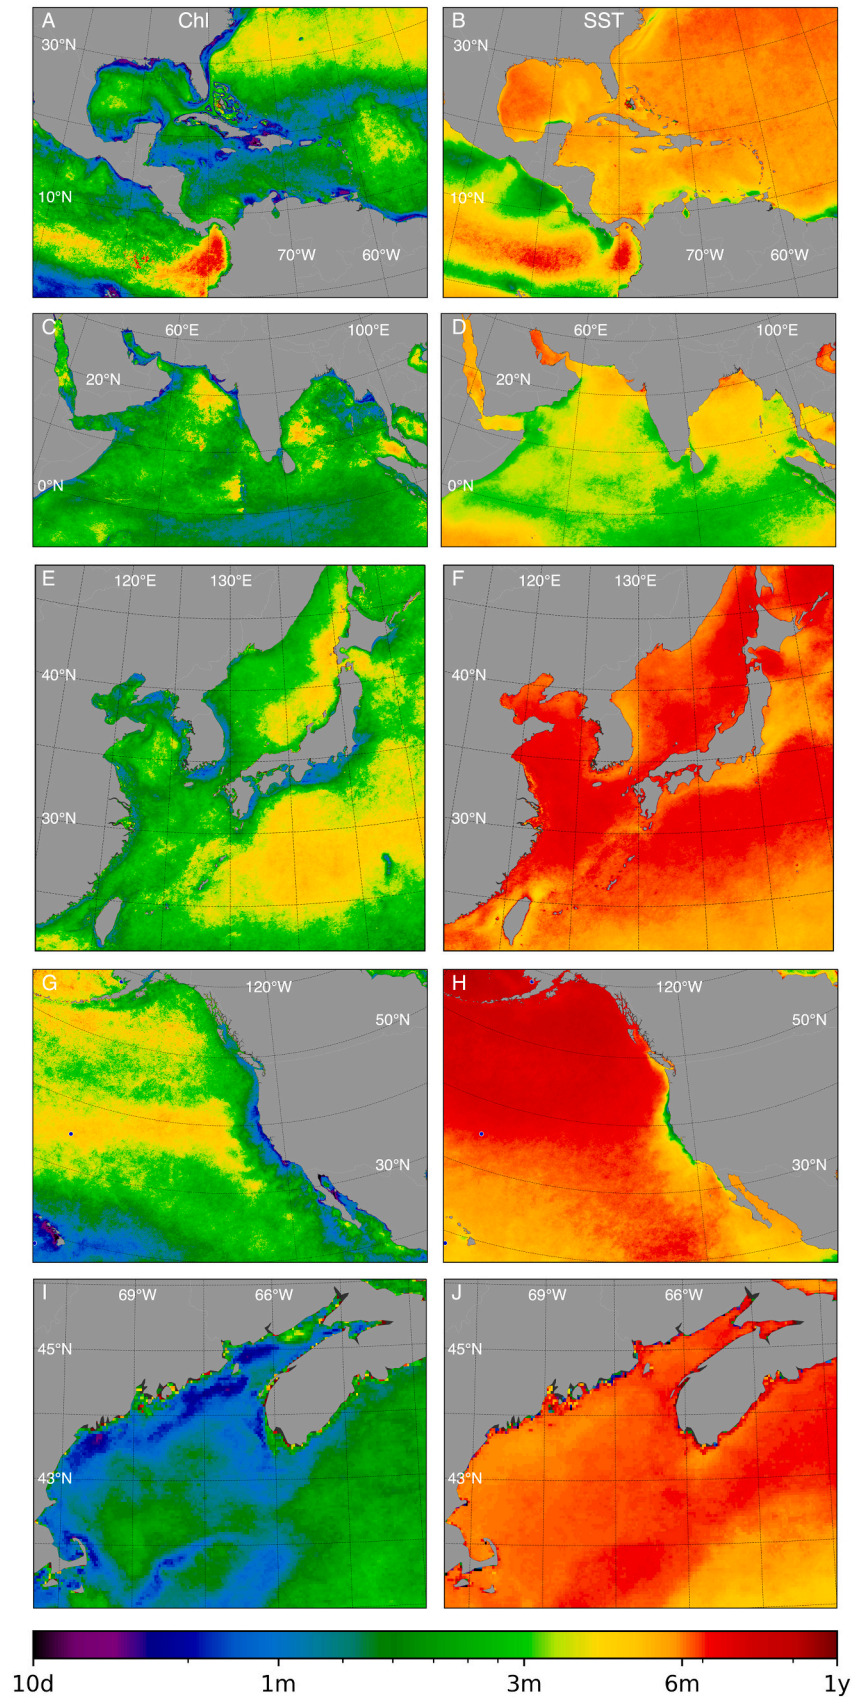 A Chl
B SST
30°N
30°N
10°N
10°N
70°W 60°W
70°W 60°W
C 60°E 100°E
D 60°E 100°E
20°N
20°N
0°N
0°N
E 120°E 130°E
F 120°E 130°E
40°N
40°N
30°N
30°N
G 120°W
H 120°W
50°N
50°N
30°N
30°N
I 69°W 66°W
J 69°W 66°W
45°N
45°N
43°N
43°N
10d 1m 3m 6m 1y